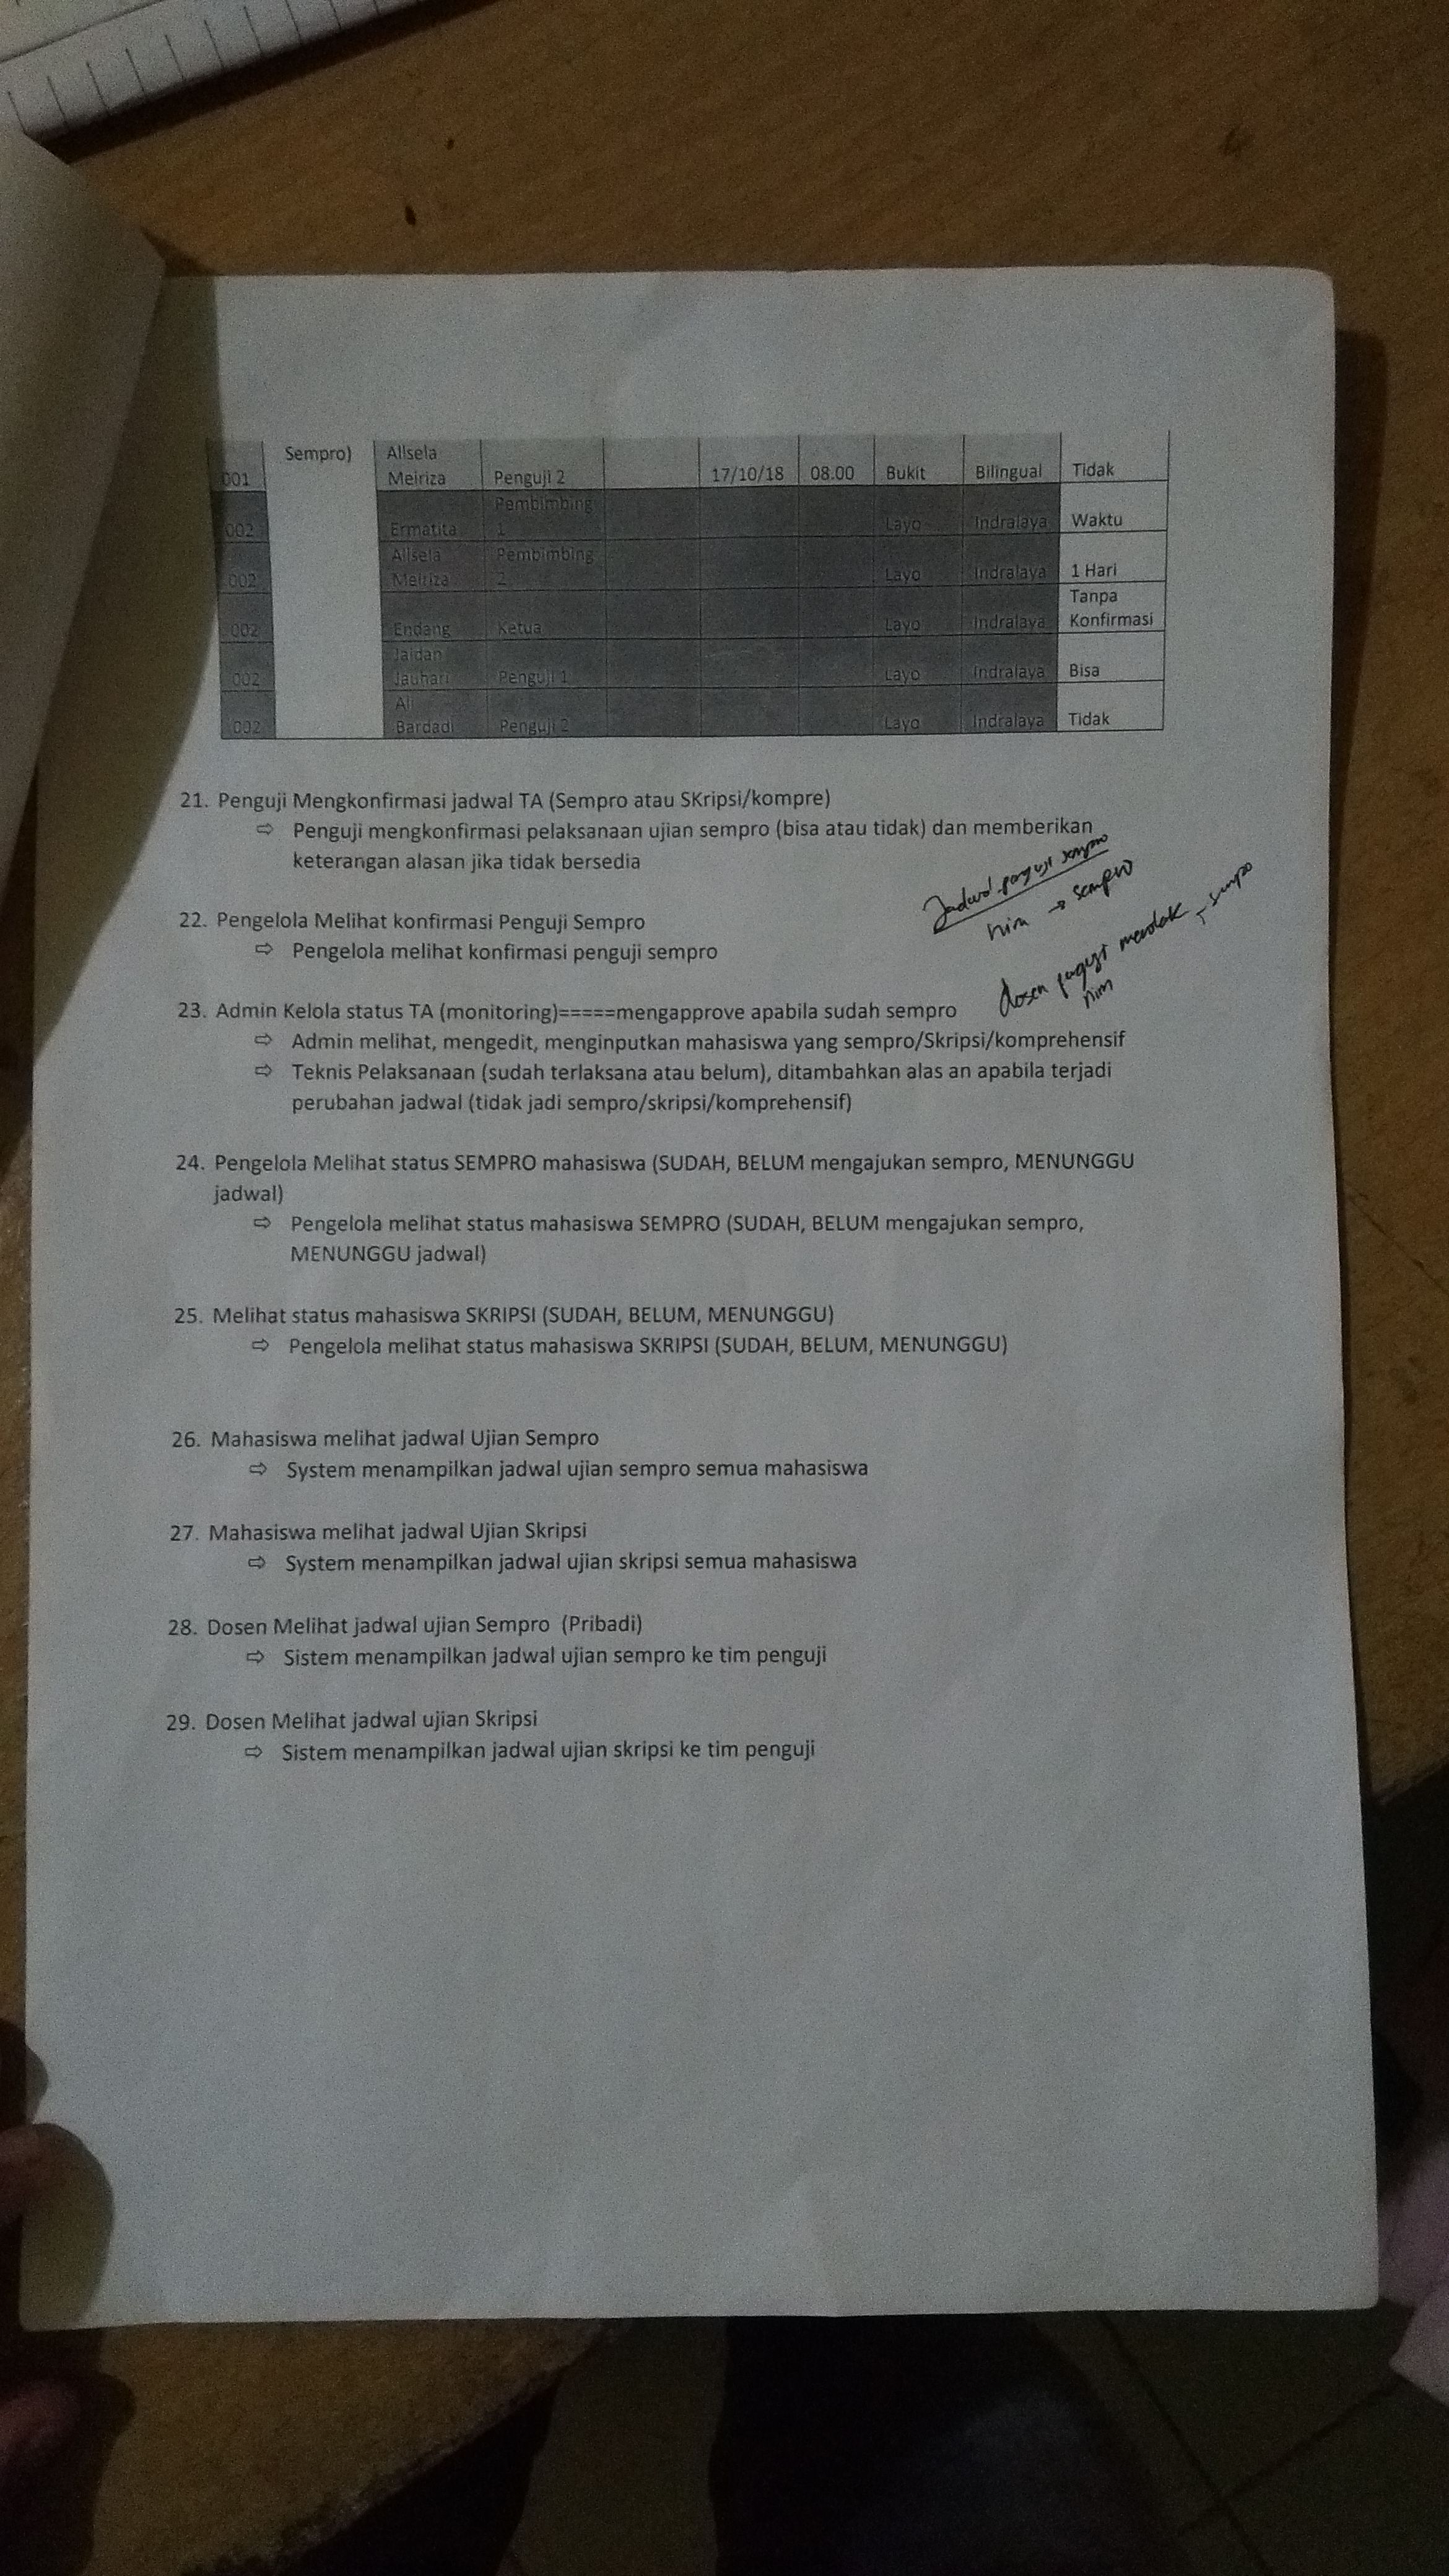 Sempro) Allsela
001 Meiriza Penguji 2 17/10/18 08.00 Bukit Bilingual Tidak
Pembimbing
002 Ermatita 1 Layo Indralaya Waktu
Allsela Pembimbing
002 Meiriza 2 Layo Indralaya 1 Hari
Tanpa
002 Endang Ketua Layo Indralaya Konfirmasi
Jaidan
002 Jauhari Penguji 1 Layo Indralaya Bisa
Ali
002 Bardadi Penguji 2 Layo Indralaya Tidak
21. Penguji Mengkonfirmasi jadwal TA (Sempro atau SKripsi/kompre)
⇨ Penguji mengkonfirmasi pelaksanaan ujian sempro (bisa atau tidak) dan memberikan
keterangan alasan jika tidak bersedia
Jadwal penguji sempro
nim → sempro
22. Pengelola Melihat konfirmasi Penguji Sempro
⇨ Pengelola melihat konfirmasi penguji sempro
dosen penguji menolak sempro
nim
23. Admin Kelola status TA (monitoring)=====mengapprove apabila sudah sempro
⇨ Admin melihat, mengedit, menginputkan mahasiswa yang sempro/Skripsi/komprehensif
⇨ Teknis Pelaksanaan (sudah terlaksana atau belum), ditambahkan alas an apabila terjadi
perubahan jadwal (tidak jadi sempro/skripsi/komprehensif)
24. Pengelola Melihat status SEMPRO mahasiswa (SUDAH, BELUM mengajukan sempro, MENUNGGU
jadwal)
⇨ Pengelola melihat status mahasiswa SEMPRO (SUDAH, BELUM mengajukan sempro,
MENUNGGU jadwal)
25. Melihat status mahasiswa SKRIPSI (SUDAH, BELUM, MENUNGGU)
⇨ Pengelola melihat status mahasiswa SKRIPSI (SUDAH, BELUM, MENUNGGU)
26. Mahasiswa melihat jadwal Ujian Sempro
⇨ System menampilkan jadwal ujian sempro semua mahasiswa
27. Mahasiswa melihat jadwal Ujian Skripsi
⇨ System menampilkan jadwal ujian skripsi semua mahasiswa
28. Dosen Melihat jadwal ujian Sempro (Pribadi)
⇨ Sistem menampilkan jadwal ujian sempro ke tim penguji
29. Dosen Melihat jadwal ujian Skripsi
⇨ Sistem menampilkan jadwal ujian skripsi ke tim penguji